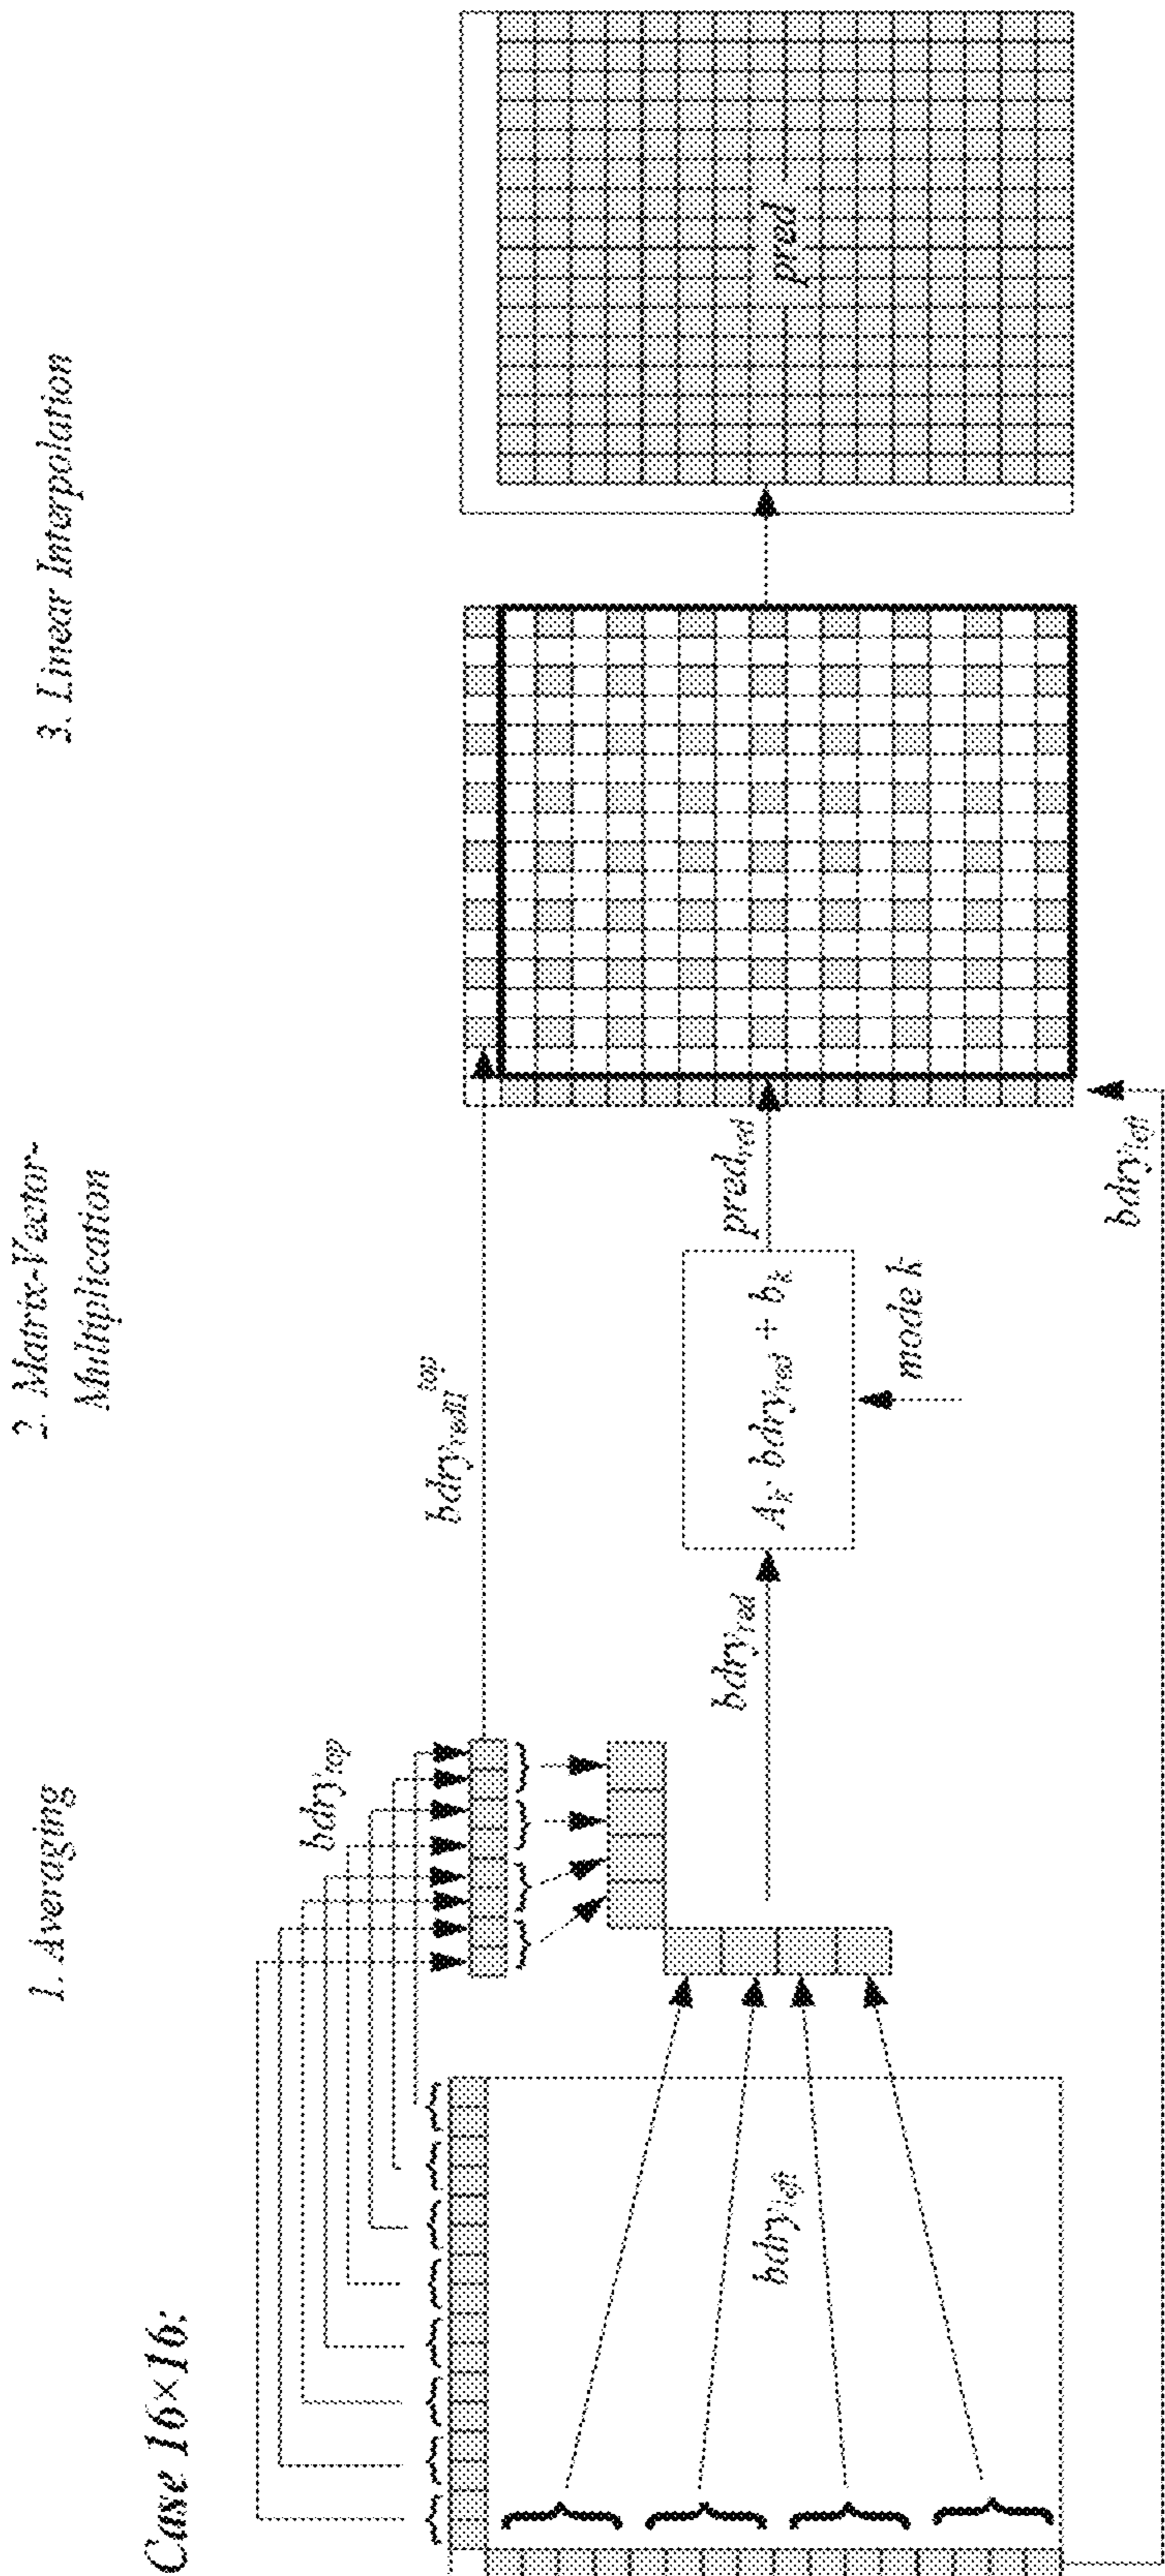 Case 16×16:
1. Averaging
2. Matrix-Vector-
Multiplication
3. Linear Interpolation
bdry_top
bdry_redII^top
bdry_left
bdry_red
A_k · bdry_red + b_k
mode k
pred_red
bdry_left
pred